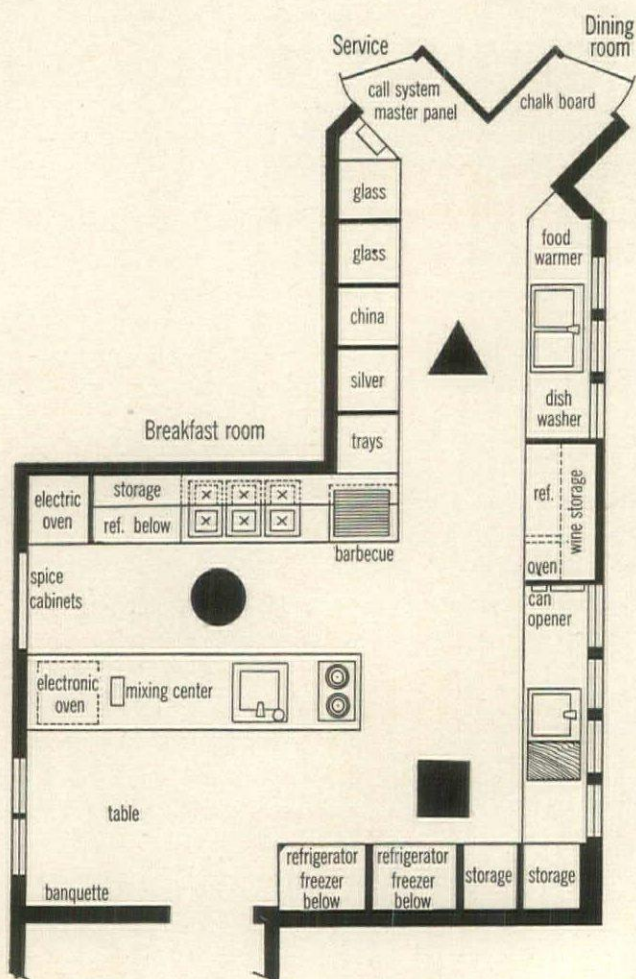 Service
Dining
room
call system
master panel
chalk board
glass
glass
china
silver
trays
food
warmer
dish
washer
Breakfast room
electric
oven
storage
ref. below
barbecue
ref.
wine storage
oven
can
opener
spice
cabinets
electronic
oven
mixing center
table
banquette
refrigerator
freezer
below
refrigerator
freezer
below
storage
storage